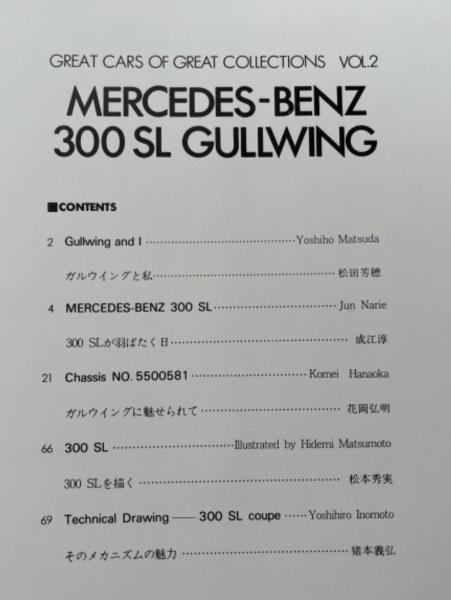 GREAT CARS OF GREAT COLLECTIONS VOL.2
MERCEDES-BENZ
300 SL GULLWING
■CONTENTS
2 Gullwing and I ⋯⋯⋯⋯⋯⋯⋯⋯⋯ Yoshiho Matsuda
ガルウイングと私⋯⋯⋯⋯⋯⋯⋯⋯⋯⋯ 松田芳穂
4 MERCEDES-BENZ 300 SL ⋯⋯⋯⋯⋯⋯⋯ Jun Narie
300 SLが羽ばたく日⋯⋯⋯⋯⋯⋯⋯⋯⋯ 成江淳
21 Chassis NO. 5500581 ⋯⋯⋯⋯⋯⋯ Komei Hanaoka
ガルウイングに魅せられて⋯⋯⋯⋯⋯⋯⋯ 花岡弘明
66 300 SL ⋯⋯⋯⋯⋯⋯ Illustrated by Hidemi Matsumoto
300 SLを描く⋯⋯⋯⋯⋯⋯⋯⋯⋯⋯ 松本秀実
69 Technical Drawing —— 300 SL coupe ⋯⋯ Yoshihiro Inomoto
そのメカニズムの魅力 ⋯⋯⋯⋯⋯⋯⋯⋯ 猪本義弘